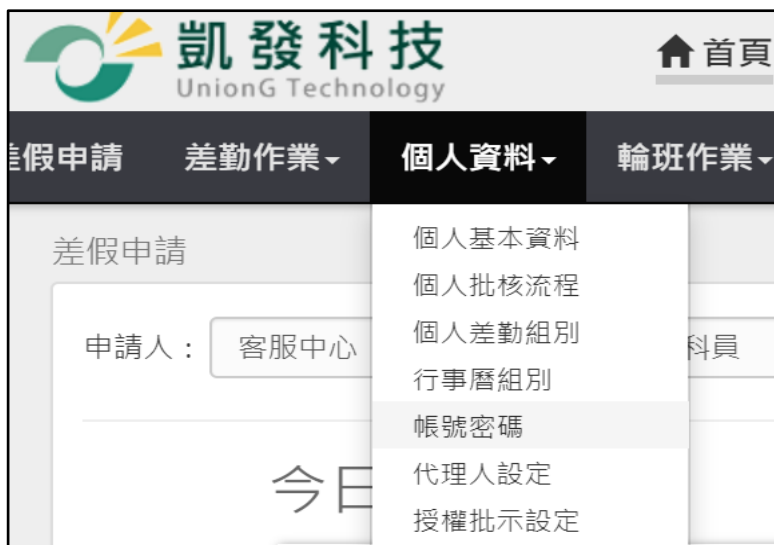 凱發科技
UnionG Technology
首頁
假申請
差勤作業
個人資料
輪班作業
差假申請
個人基本資料
個人批核流程
申請人：
客服中心
個人差勤組別
科員
行事曆組別
帳號密碼
今日
代理人設定
授權批示設定